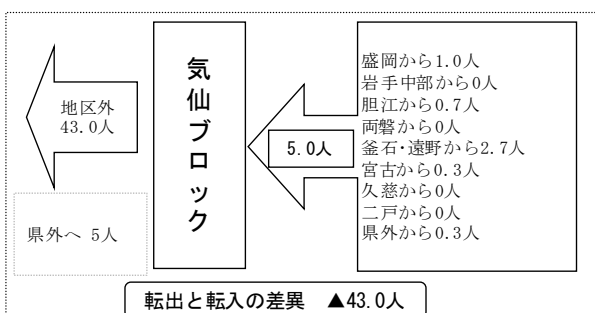 地区外
43.0人
県外へ 5人
気仙ブロック
5.0人
盛岡から1.0人
岩手中部から0人
胆江から0.7人
両磐から0人
釜石・遠野から2.7人
宮古から0.3人
久慈から0人
二戸から0人
県外から0.3人
転出と転入の差異 ▲43.0人